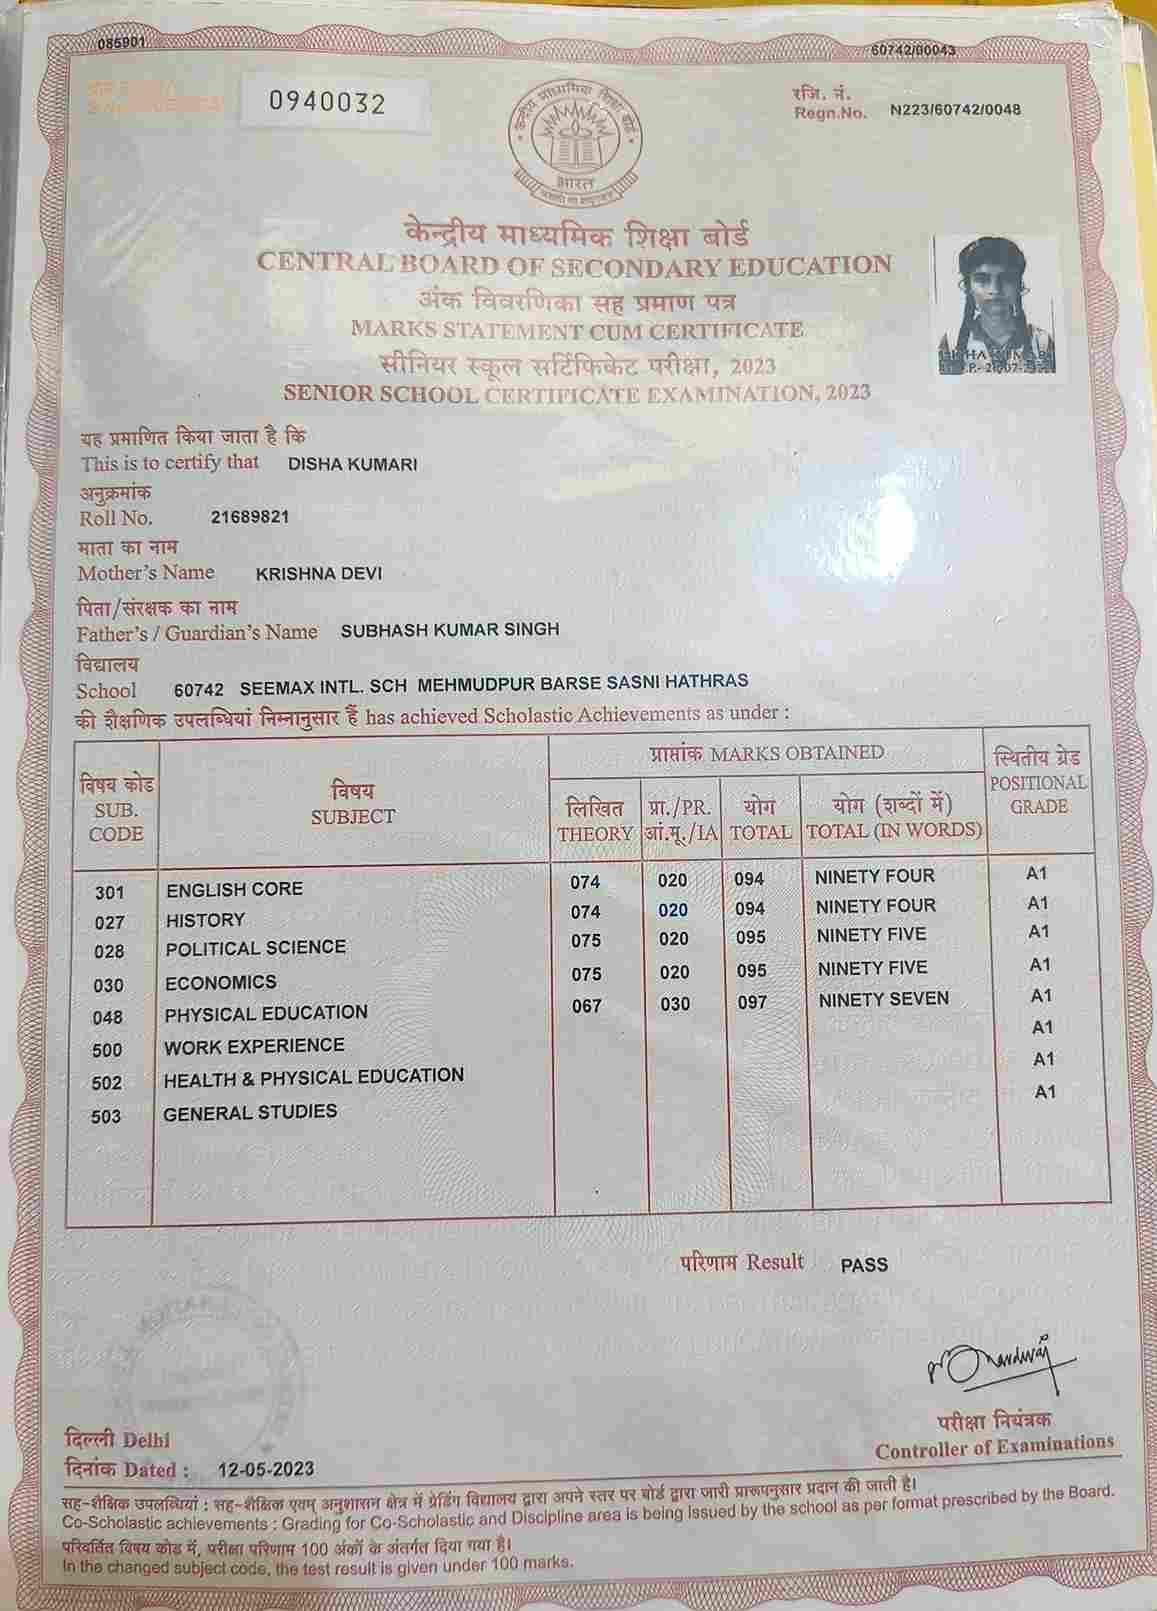 085901
60742/00043
0940032
रजि. नं.
Regn.No. N223/60742/0048
केन्द्रीय माध्यमिक शिक्षा बोर्ड
भारत
केन्द्रीय माध्यमिक शिक्षा बोर्ड
CENTRAL BOARD OF SECONDARY EDUCATION
अंक विवरणिका सह प्रमाण पत्र
MARKS STATEMENT CUM CERTIFICATE
सीनियर स्कूल सर्टिफिकेट परीक्षा, 2023
SENIOR SCHOOL CERTIFICATE EXAMINATION, 2023
यह प्रमाणित किया जाता है कि
This is to certify that DISHA KUMARI
अनुक्रमांक
Roll No. 21689821
माता का नाम
Mother's Name KRISHNA DEVI
पिता/संरक्षक का नाम
Father's / Guardian's Name SUBHASH KUMAR SINGH
विद्यालय
School 60742 SEEMAX INTL. SCH MEHMUDPUR BARSE SASNI HATHRAS
की शैक्षणिक उपलब्धियां निम्नानुसार हैं has achieved Scholastic Achievements as under :
विषय कोड SUB. CODE
विषय SUBJECT
प्राप्तांक MARKS OBTAINED
लिखित THEORY
प्रा./PR. आं.मू./IA
योग TOTAL
योग (शब्दों में) TOTAL (IN WORDS)
स्थितीय ग्रेड POSITIONAL GRADE
301 ENGLISH CORE 074 020 094 NINETY FOUR A1
027 HISTORY 074 020 094 NINETY FOUR A1
028 POLITICAL SCIENCE 075 020 095 NINETY FIVE A1
030 ECONOMICS 075 020 095 NINETY FIVE A1
048 PHYSICAL EDUCATION 067 030 097 NINETY SEVEN A1
500 WORK EXPERIENCE A1
502 HEALTH & PHYSICAL EDUCATION A1
503 GENERAL STUDIES A1
परिणाम Result PASS
दिल्ली Delhi
परीक्षा नियंत्रक
Controller of Examinations
दिनांक Dated : 12-05-2023
सह-शैक्षिक उपलब्धियां : सह-शैक्षिक एवम् अनुशासन क्षेत्र में ग्रेडिंग विद्यालय द्वारा अपने स्तर पर बोर्ड द्वारा जारी प्रारूपनुसार प्रदान की जाती है।
Co-Scholastic achievements : Grading for Co-Scholastic and Discipline area is being issued by the school as per format prescribed by the Board.
परिवर्तित विषय कोड में, परीक्षा परिणाम 100 अंकों के अंतर्गत दिया गया है।
In the changed subject code, the test result is given under 100 marks.